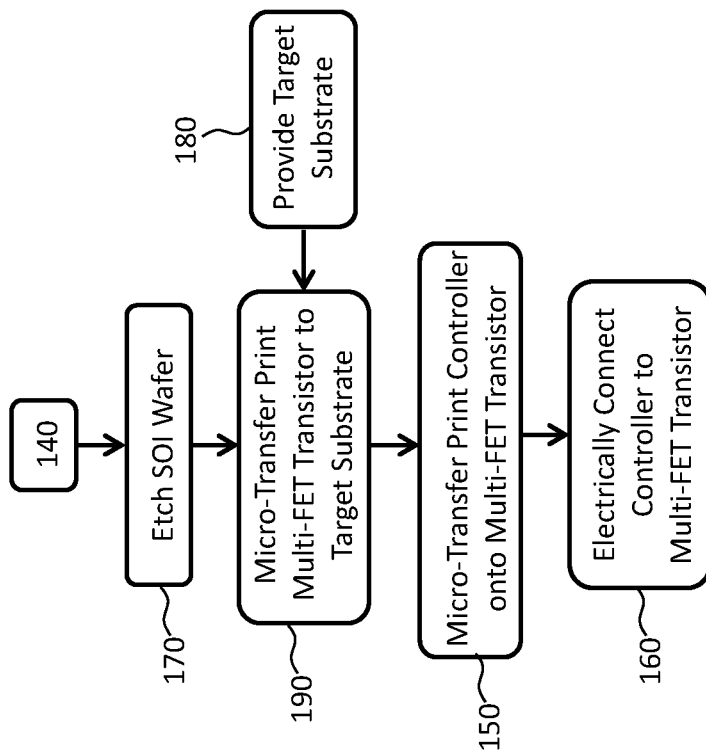 140
Etch SOI Wafer
170
Provide Target
Substrate
180
Micro-Transfer Print
Multi-FET Transistor to
Target Substrate
190
Micro-Transfer Print Controller
onto Multi-FET Transistor
150
Electrically Connect
Controller to
Multi-FET Transistor
160